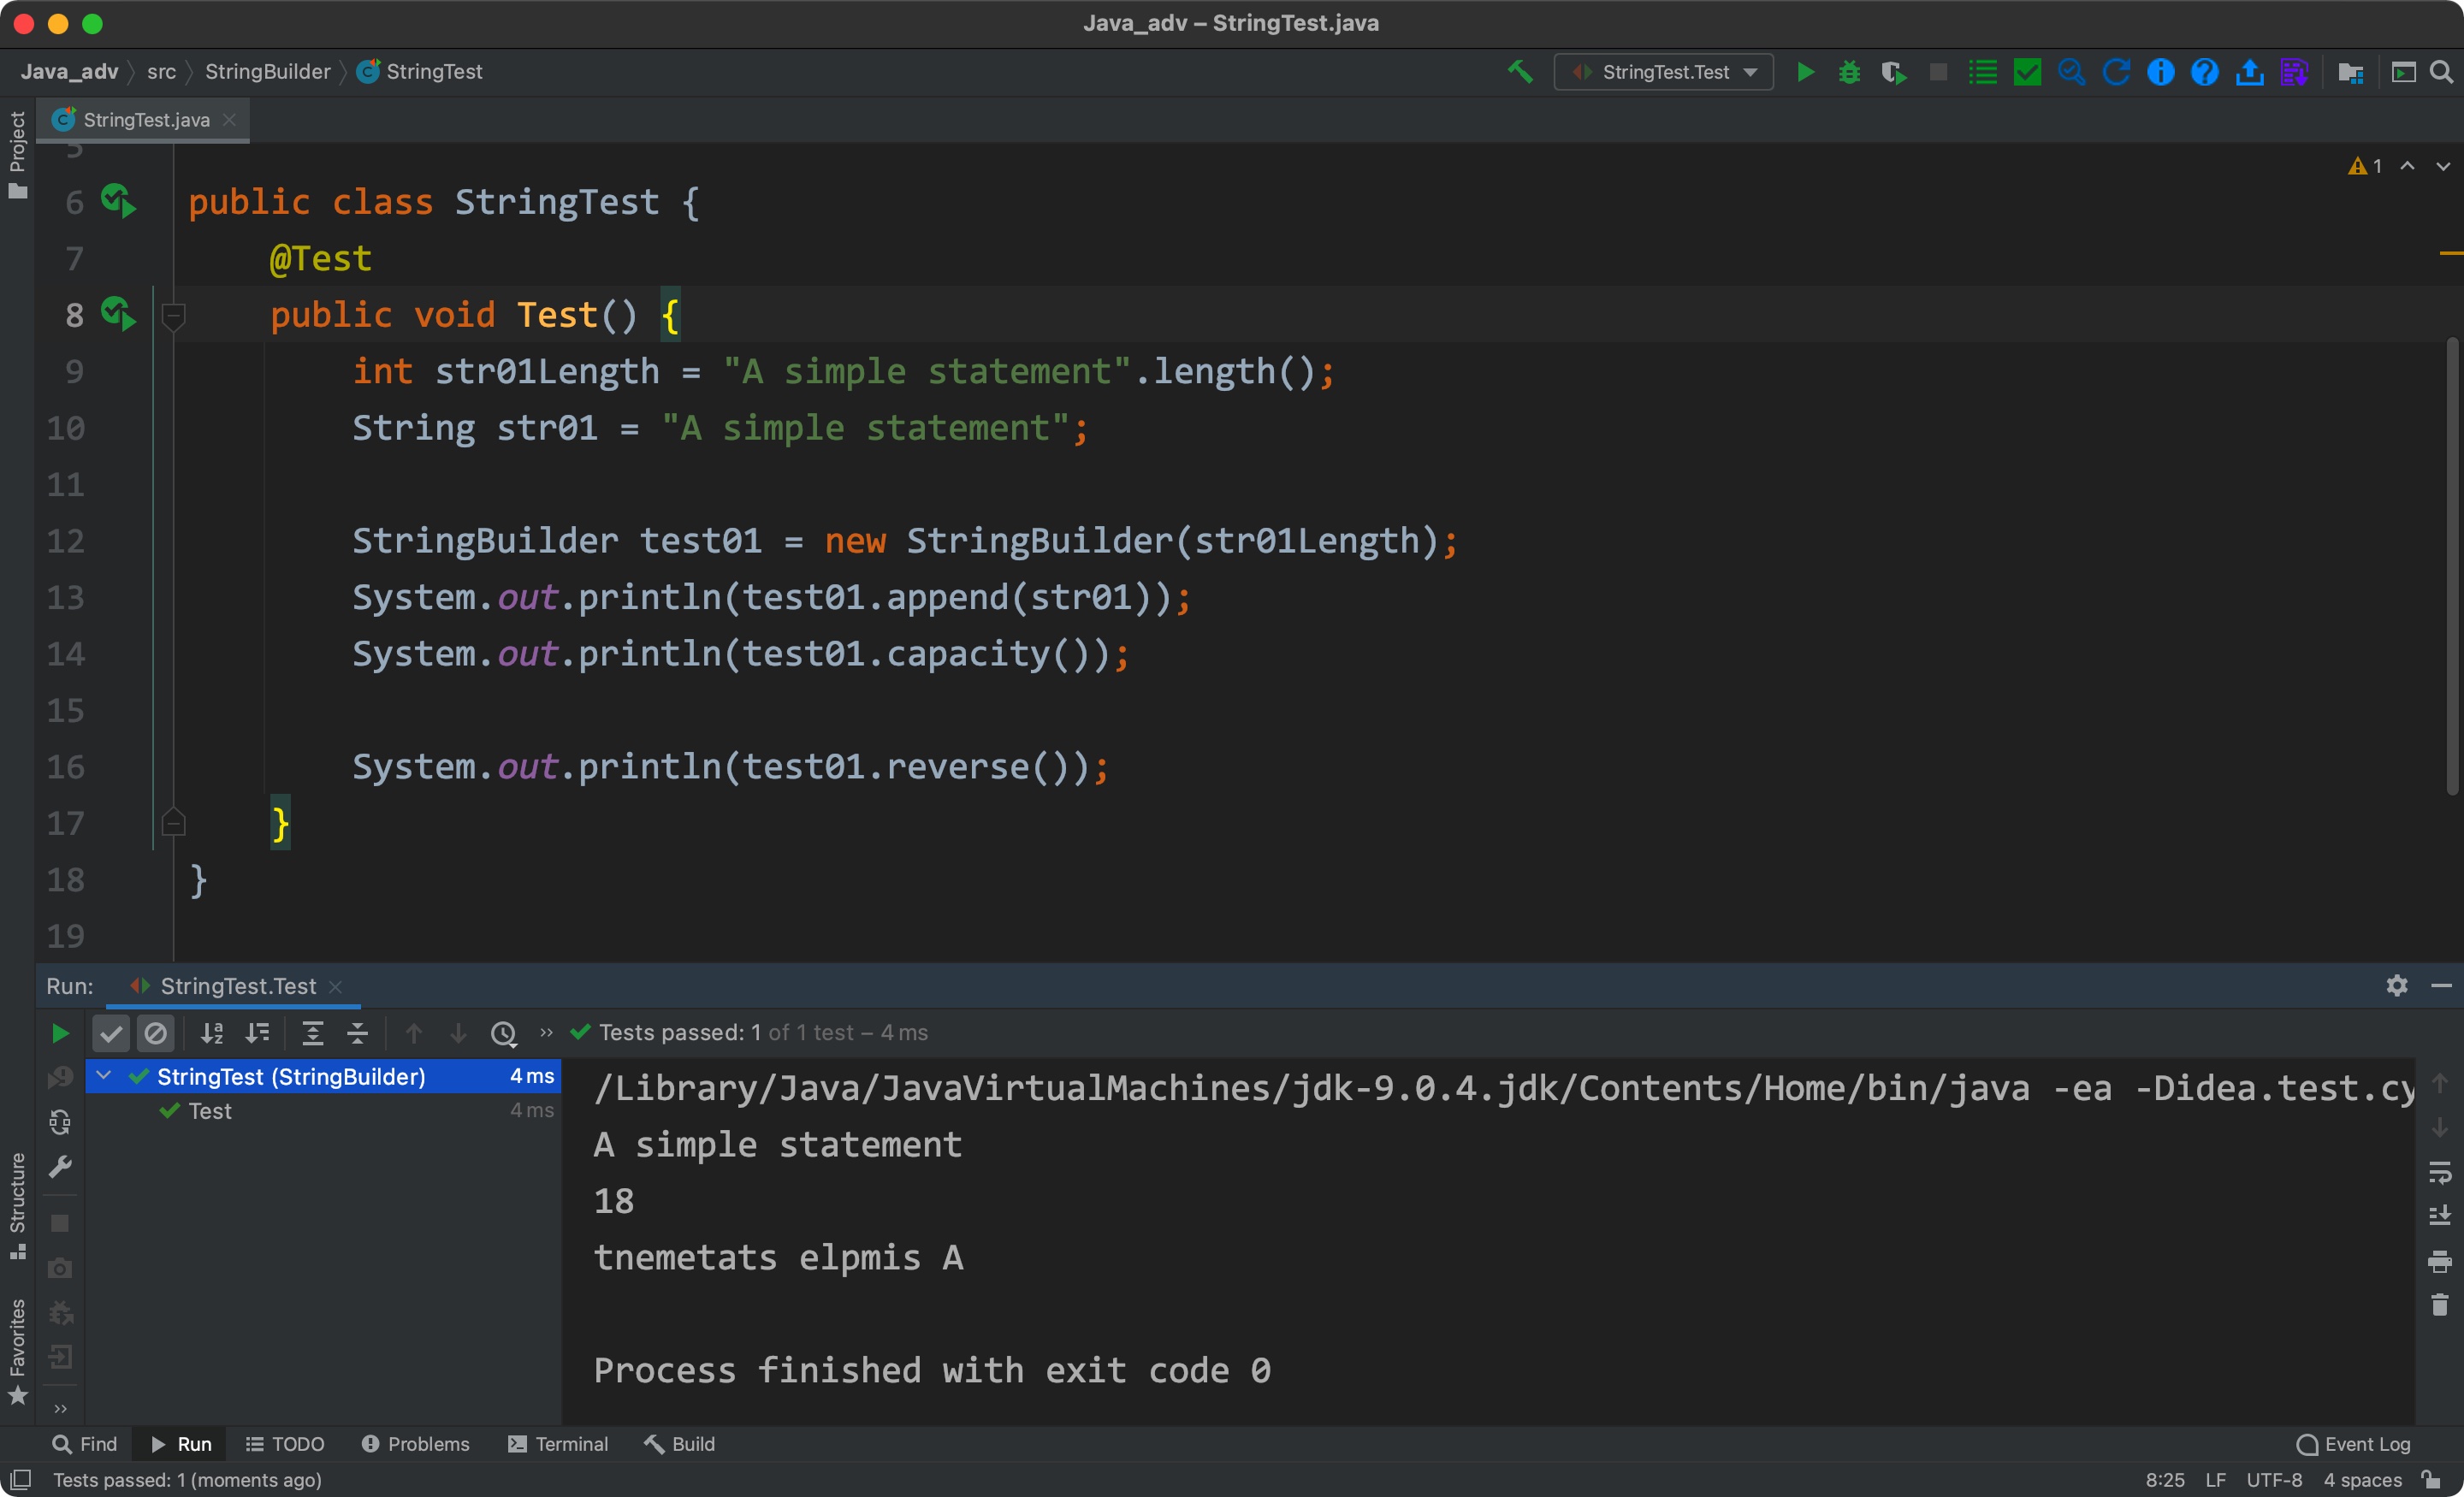 Java_adv – StringTest.java
Java_adv src StringBuilder StringTest
StringTest.Test
Project
StringTest.java
5
1
6 public class StringTest {
7 @Test
8 public void Test() {
9 int str01Length = "A simple statement".length();
10 String str01 = "A simple statement";
11
12 StringBuilder test01 = new StringBuilder(str01Length);
13 System.out.println(test01.append(str01));
14 System.out.println(test01.capacity());
15
16 System.out.println(test01.reverse());
17 }
18 }
19
Run: StringTest.Test
Tests passed: 1 of 1 test – 4 ms
StringTest (StringBuilder) 4 ms
Test 4 ms
/Library/Java/JavaVirtualMachines/jdk-9.0.4.jdk/Contents/Home/bin/java -ea -Didea.test.cy
A simple statement
18
tnemetats elpmis A
Process finished with exit code 0
Structure
Favorites
Find Run TODO Problems Terminal Build Event Log
Tests passed: 1 (moments ago) 8:25 LF UTF-8 4 spaces